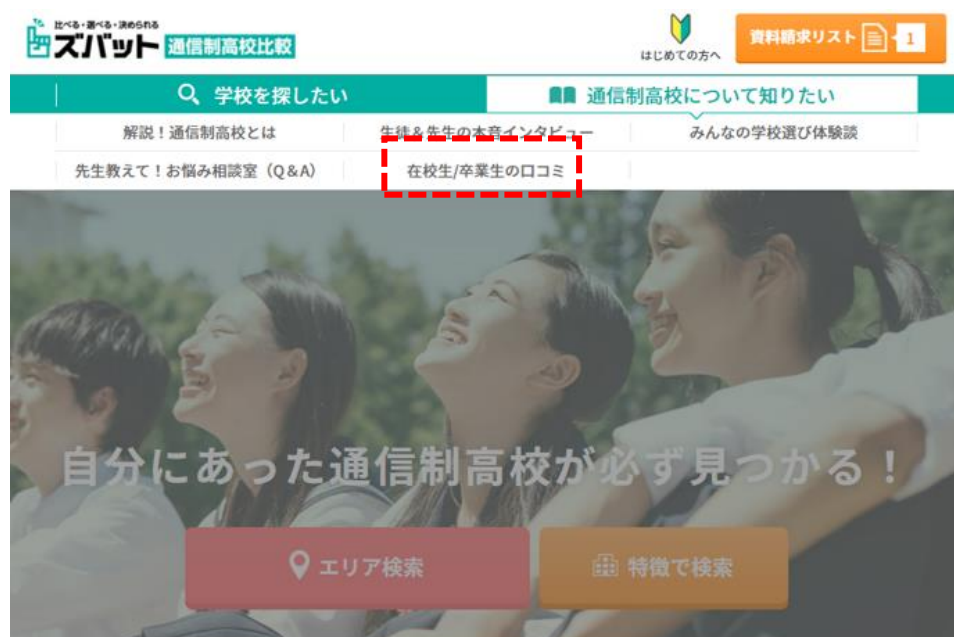 比べる・選べる・決められる
ズバット 通信制高校比較
はじめての方へ
資料請求リスト 1
学校を探したい
通信制高校について知りたい
解説！通信制高校とは
生徒＆先生の本音インタビュー
みんなの学校選び体験談
先生教えて！お悩み相談室（Q＆A）
在校生/卒業生の口コミ
自分にあった通信制高校が必ず見つかる！
エリア検索
特徴で検索